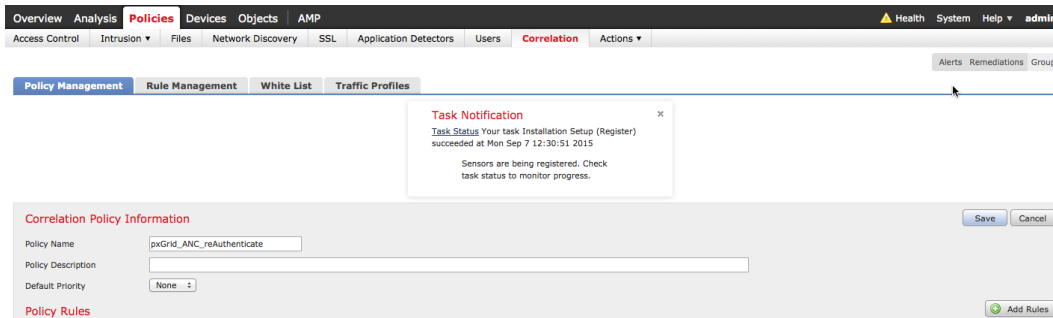 Overview Analysis Policies Devices Objects AMP Health System Help ▾ admin
Access Control Intrusion ▾ Files Network Discovery SSL Application Detectors Users Correlation Actions ▾
Alerts Remediations Group
Policy Management Rule Management White List Traffic Profiles
Task Notification ×
Task Status Your task Installation Setup (Register)
succeeded at Mon Sep 7 12:30:51 2015
Sensors are being registered. Check
task status to monitor progress.
Correlation Policy Information Save Cancel
Policy Name pxGrid_ANC_reAuthenticate
Policy Description
Default Priority None
Policy Rules Add Rules